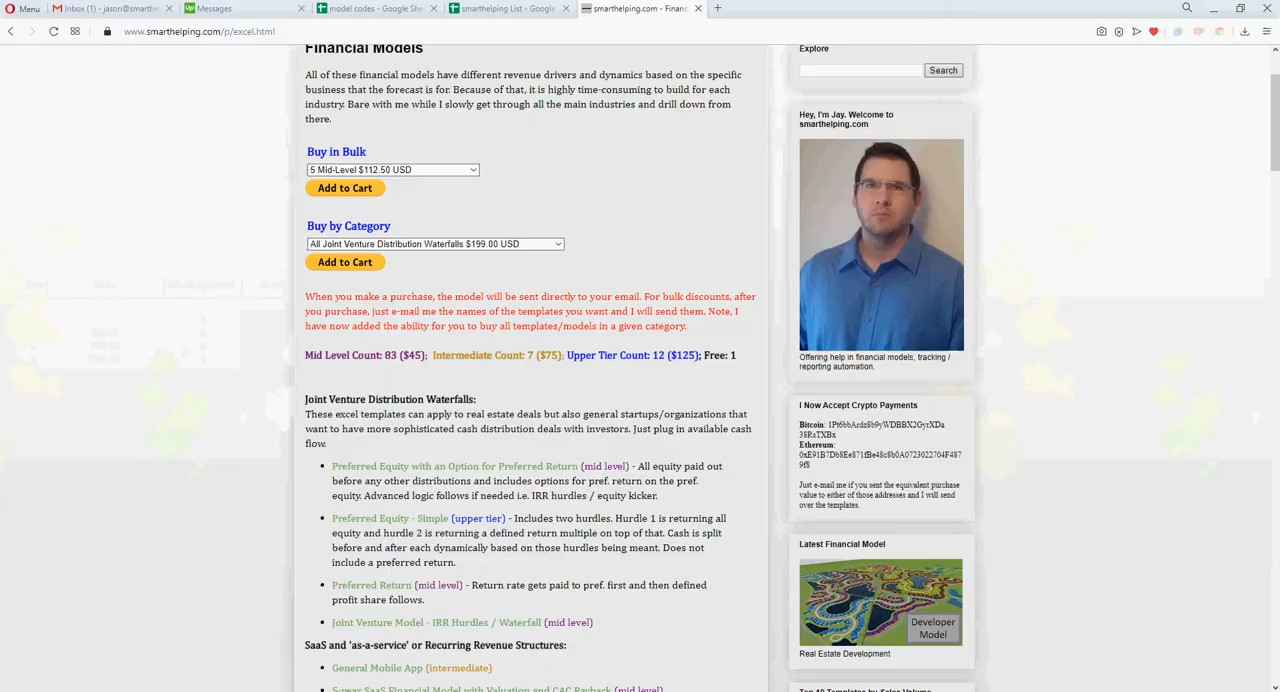 Menu
Inbox (1) - jason@smarthe
Messages
model codes - Google She
smarthelping List - Google
smarthelping.com - Financ
www.smarthelping.com/p/excel.html
Financial Models
All of these financial models have different revenue drivers and dynamics based on the specific
business that the forecast is for. Because of that, it is highly time-consuming to build for each
industry. Bare with me while I slowly get through all the main industries and drill down from
there.
Buy in Bulk
5 Mid-Level $112.50 USD
Add to Cart
Buy by Category
All Joint Venture Distribution Waterfalls $199.00 USD
Add to Cart
When you make a purchase, the model will be sent directly to your email. For bulk discounts, after
you purchase, just e-mail me the names of the templates you want and I will send them. Note, I
have now added the ability for you to buy all templates/models in a given category.
Mid Level Count: 83 ($45); Intermediate Count: 7 ($75); Upper Tier Count: 12 ($125); Free: 1
Joint Venture Distribution Waterfalls:
These excel templates can apply to real estate deals but also general startups/organizations that
want to have more sophisticated cash distribution deals with investors. Just plug in available cash
flow.
Preferred Equity with an Option for Preferred Return (mid level) - All equity paid out
before any other distributions and includes options for pref. return on the pref.
equity. Advanced logic follows if needed i.e. IRR hurdles / equity kicker.
Preferred Equity - Simple (upper tier) - Includes two hurdles. Hurdle 1 is returning all
equity and hurdle 2 is returning a defined return multiple on top of that. Cash is split
before and after each dynamically based on those hurdles being meant. Does not
include a preferred return.
Preferred Return (mid level) - Return rate gets paid to pref. first and then defined
profit share follows.
Joint Venture Model - IRR Hurdles / Waterfall (mid level)
SaaS and 'as-a-service' or Recurring Revenue Structures:
General Mobile App (intermediate)
5-year SaaS Financial Model with Valuation and CAC Payback (mid level)
Explore
Search
Hey, I'm Jay. Welcome to
smarthelping.com
Offering help in financial models, tracking /
reporting automation.
I Now Accept Crypto Payments
Bitcoin:
Ethereum:
Just e-mail me if you sent the equivalent purchase
value to either of those addresses and I will send
over the templates.
Latest Financial Model
Developer
Model
Real Estate Development
Top 10 Templates by Sales Volume